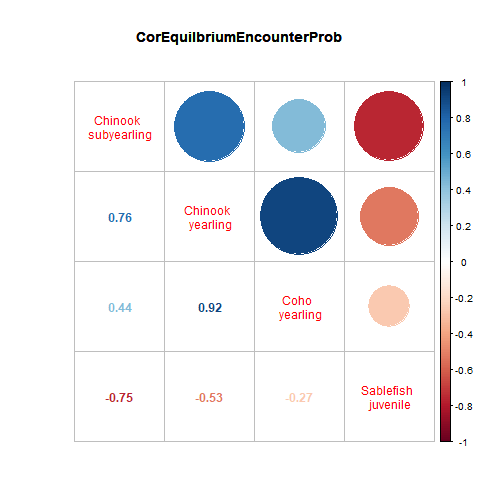 CorEquilbriumEncounterProb
Chinook
subyearling
0.76
Chinook
yearling
0.44
0.92
Coho
yearling
-0.75
-0.53
-0.27
Sablefish
juvenile
1
0.8
0.6
0.4
0.2
0
-0.2
-0.4
-0.6
-0.8
-1